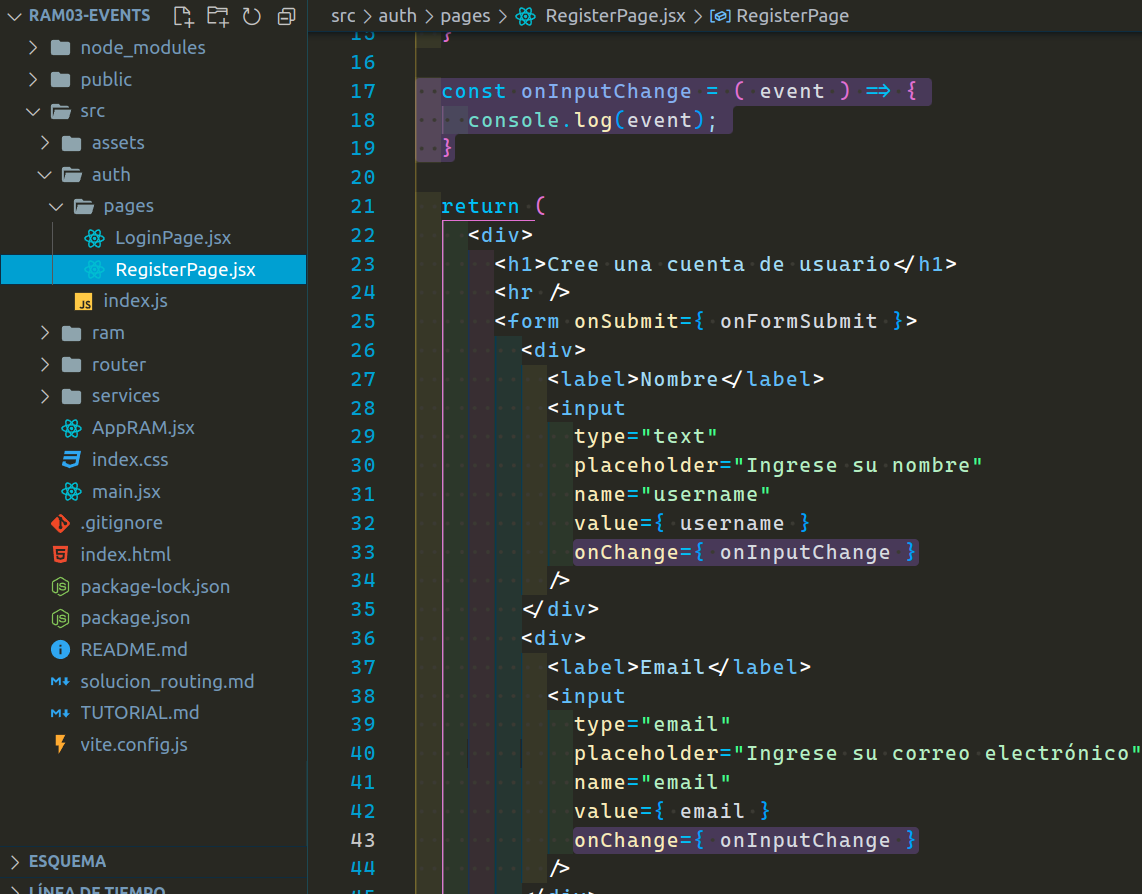 RAM03-EVENTS
node_modules
public
src
assets
auth
pages
LoginPage.jsx
RegisterPage.jsx
index.js
ram
router
services
AppRAM.jsx
index.css
main.jsx
.gitignore
index.html
package-lock.json
package.json
README.md
solucion_routing.md
TUTORIAL.md
vite.config.js
ESQUEMA
LÍNEA DE TIEMPO
src > auth > pages > RegisterPage.jsx > RegisterPage
15 }
16
17 const onInputChange = ( event ) => {
18 console.log(event);
19 }
20
21 return (
22 <div>
23 <h1>Cree una cuenta de usuario</h1>
24 <hr />
25 <form onSubmit={ onFormSubmit }>
26 <div>
27 <label>Nombre</label>
28 <input
29 type="text"
30 placeholder="Ingrese su nombre"
31 name="username"
32 value={ username }
33 onChange={ onInputChange }
34 />
35 </div>
36 <div>
37 <label>Email</label>
38 <input
39 type="email"
40 placeholder="Ingrese su correo electrónico"
41 name="email"
42 value={ email }
43 onChange={ onInputChange }
44 />
45 </div>